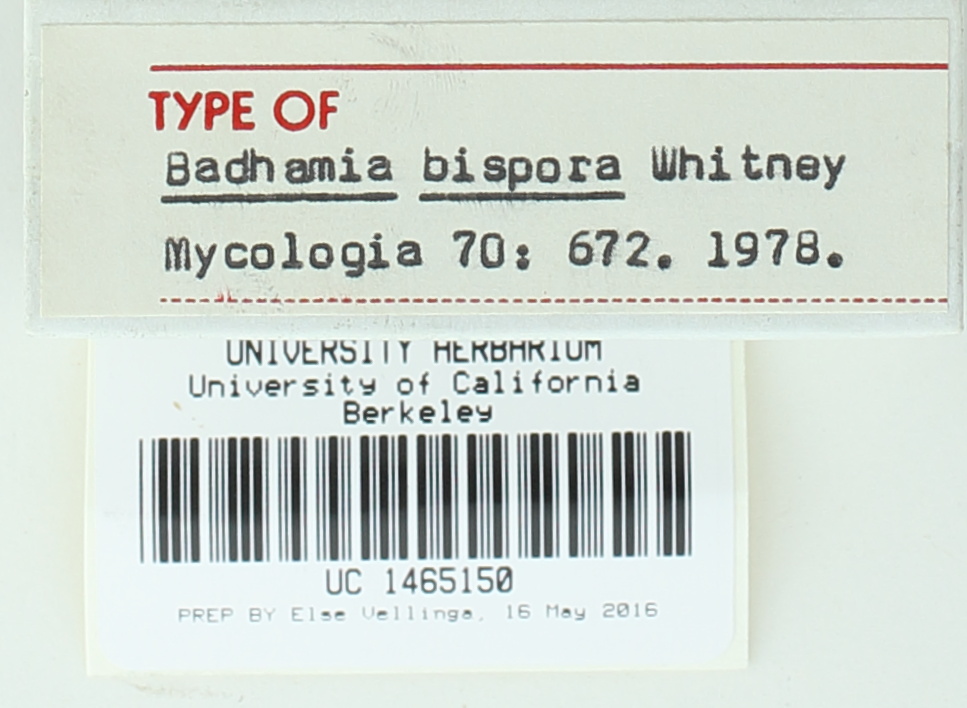 TYPE OF
Badhamia bispora Whitney
Mycologia 70: 672. 1978.
UNIVERSITY HERBARIUM
University of California
Berkeley
UC 1465150
PREP BY Else Vellinga, 16 May 2016